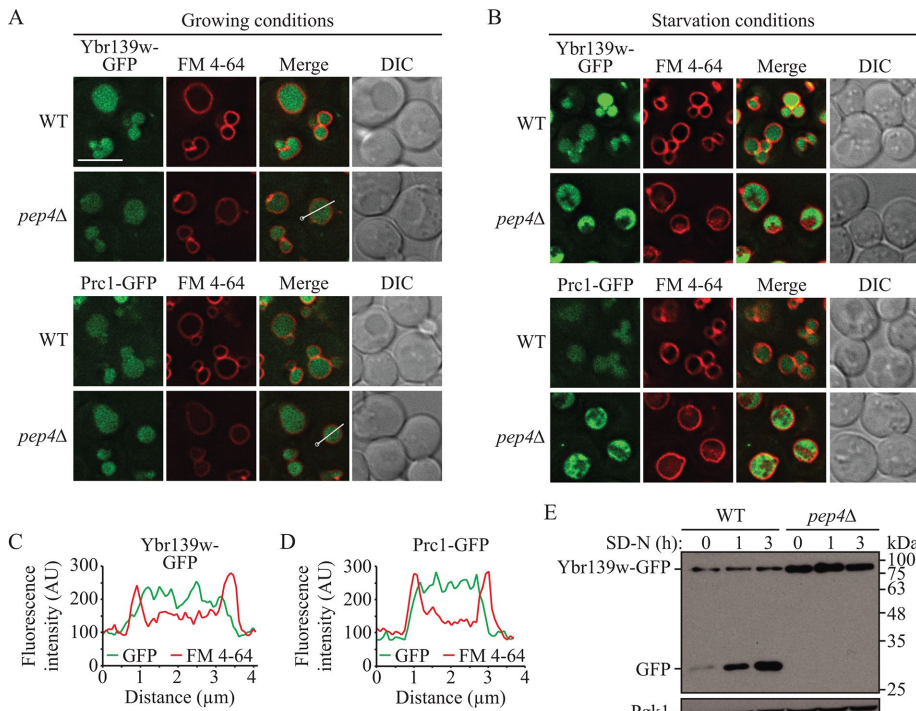 A
Growing conditions
Ybr139w-
GFP FM 4-64 Merge DIC
WT
pep4Δ
Prc1-GFP FM 4-64 Merge DIC
WT
pep4Δ
B
Starvation conditions
Ybr139w-
GFP FM 4-64 Merge DIC
WT
pep4Δ
Prc1-GFP FM 4-64 Merge DIC
WT
pep4Δ
C
Ybr139w-
GFP
Fluorescence
intensity (AU)
300
200
100
0
GFP FM 4-64
0 1 2 3 4
Distance (µm)
D
Prc1-GFP
Fluorescence
intensity (AU)
300
200
100
0
GFP FM 4-64
0 1 2 3 4
Distance (µm)
E
WT pep4Δ
SD-N (h): 0 1 3 0 1 3 kDa
Ybr139w-GFP
GFP
100
75
63
48
35
25